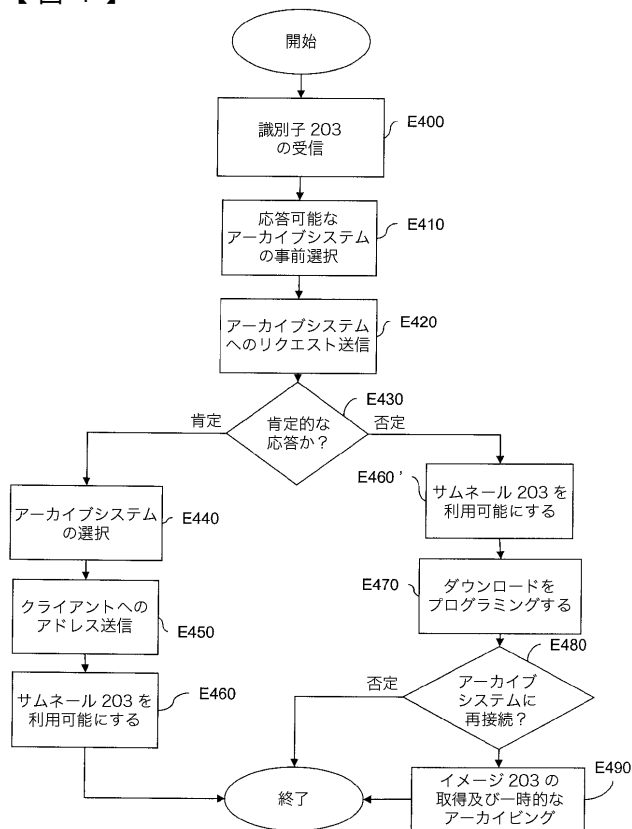 開始
識別子 203
の受信
E400
応答可能な
アーカイブシステム
の事前選択
E410
アーカイブシステム
へのリクエスト送信
E420
E430
肯定
肯定的な
応答か？
否定
アーカイブシステム
の選択
E440
クライアントへの
アドレス送信
E450
サムネール 203 を
利用可能にする
E460
E460 '
サムネール 203 を
利用可能にする
E470
ダウンロードを
プログラミングする
E480
否定
アーカイブ
システムに
再接続？
E490
イメージ 203 の
取得及び一時的な
アーカイビング
終了